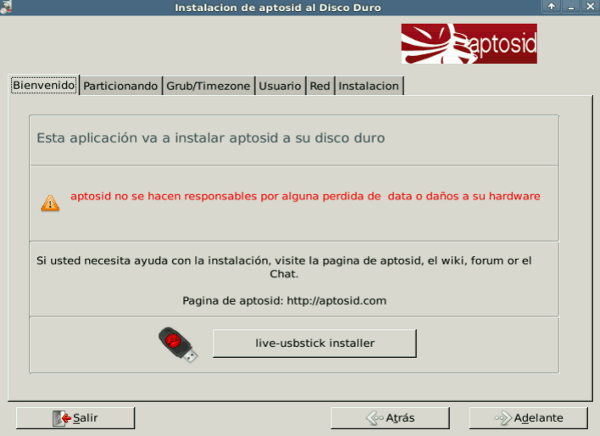 Instalacion de aptosid al Disco Duro
aptosid
Bienvenido Particionando Grub/Timezone Usuario Red Instalacion
Esta aplicación va a instalar aptosid a su disco duro
aptosid no se hacen responsables por alguna perdida de data o daños a su hardware
Si usted necesita ayuda con la instalación, visite la pagina de aptosid, el wiki, forum or el
Chat.
Pagina de aptosid: http://aptosid.com
live-usbstick installer
Salir Atrás Adelante